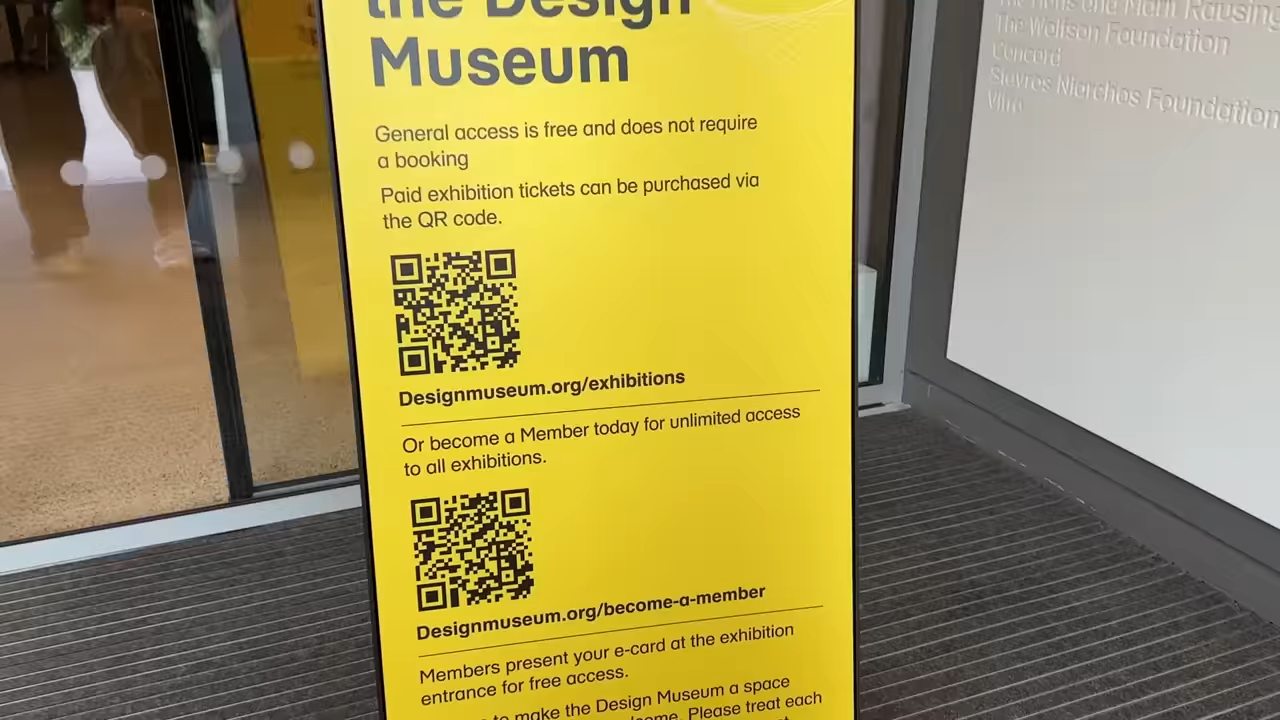 the Design
Museum
General access is free and does not require
a booking
Paid exhibition tickets can be purchased via
the QR code.
Designmuseum.org/exhibitions
Or become a Member today for unlimited access
to all exhibitions.
Designmuseum.org/become-a-member
Members present your e-card at the exhibition
entrance for free access.
to make the Design Museum a space
Please treat each
Rausing
The Wolfson Foundation
Concord
Stavros Niarchos Foundation
Vitra